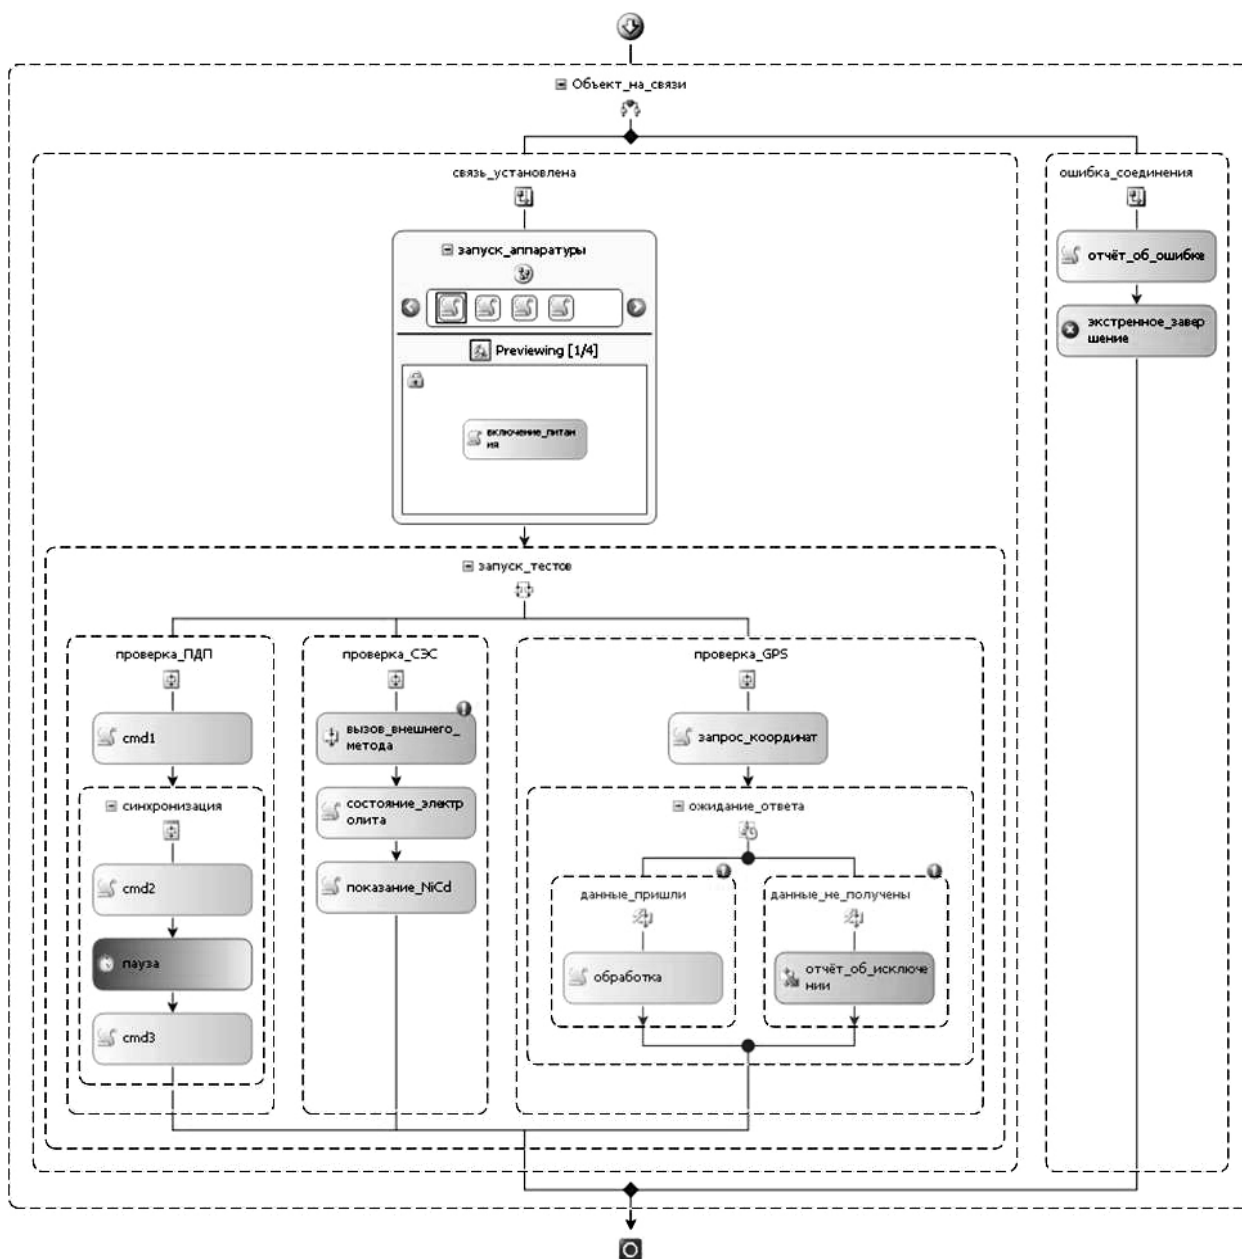 Объект_на_связи
связь_установлена
ошибка_соединения
запуск_аппаратуры
Previewing [1/4]
включение_питан
ия
отчёт_об_ошибке
экстренное_завер
шение
запуск_тестов
проверка_ПДП
cmd1
синхронизация
cmd2
пауза
cmd3
проверка_СЭС
вызов_внешнего_
метода
состояние_электр
олита
показание_NiCd
проверка_GPS
запрос_координат
ожидание_ответа
данные_пришли
обработка
данные_не_получены
отчёт_об_исключе
нии